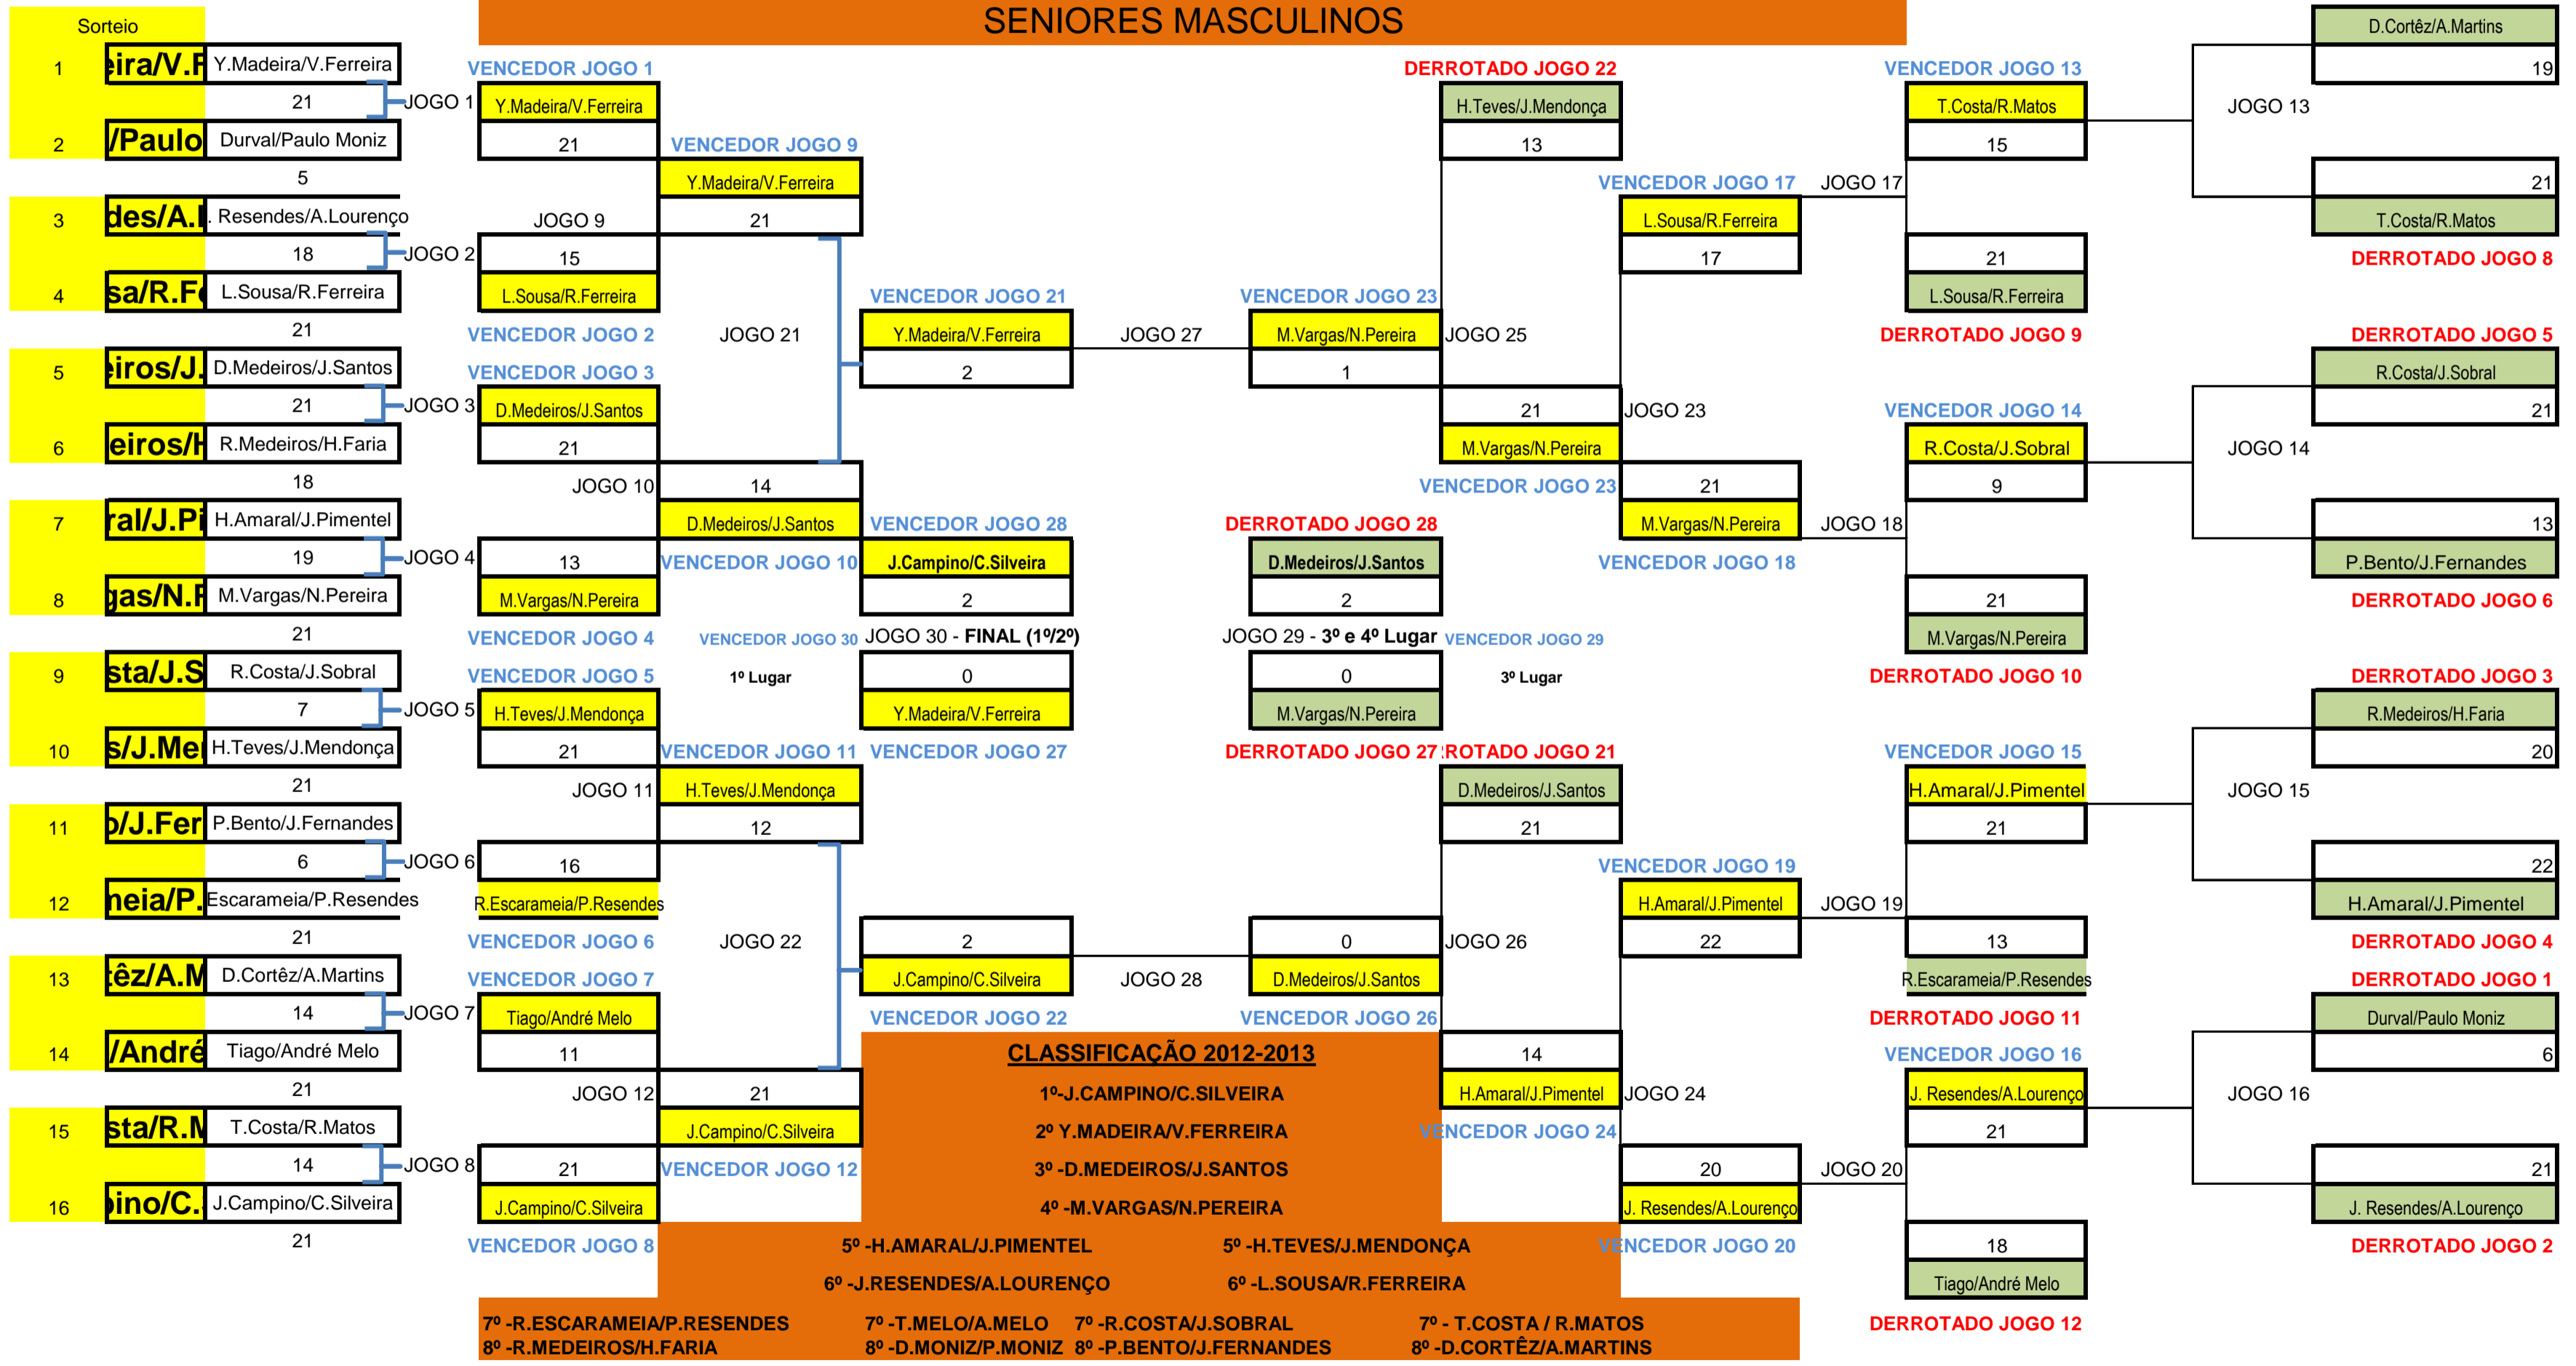 SENIORES MASCULINOS
Sorteio
1
eira/V.F
Y.Madeira/V.Ferreira
21
JOGO 1
2
/Paulo
Durval/Paulo Moniz
5
3
des/A.
. Resendes/A.Lourenço
18
JOGO 2
4
sa/R.Fe
L.Sousa/R.Ferreira
21
5
eiros/J.
D.Medeiros/J.Santos
21
JOGO 3
6
eiros/H
R.Medeiros/H.Faria
18
7
ral/J.Pi
H.Amaral/J.Pimentel
19
JOGO 4
8
gas/N.F
M.Vargas/N.Pereira
21
9
sta/J.S
R.Costa/J.Sobral
7
JOGO 5
10
s/J.Me
H.Teves/J.Mendonça
21
11
o/J.Fer
P.Bento/J.Fernandes
6
JOGO 6
12
neia/P.
Escarameia/P.Resendes
21
13
têz/A.M
D.Cortêz/A.Martins
14
JOGO 7
14
/André
Tiago/André Melo
21
15
sta/R.M
T.Costa/R.Matos
14
JOGO 8
16
pino/C.
J.Campino/C.Silveira
21
VENCEDOR JOGO 1
Y.Madeira/V.Ferreira
21
JOGO 9
15
L.Sousa/R.Ferreira
VENCEDOR JOGO 2
VENCEDOR JOGO 3
D.Medeiros/J.Santos
21
JOGO 10
13
M.Vargas/N.Pereira
VENCEDOR JOGO 4
VENCEDOR JOGO 5
H.Teves/J.Mendonça
21
JOGO 11
16
R.Escarameia/P.Resendes
VENCEDOR JOGO 6
VENCEDOR JOGO 7
Tiago/André Melo
11
JOGO 12
21
J.Campino/C.Silveira
VENCEDOR JOGO 8
VENCEDOR JOGO 9
Y.Madeira/V.Ferreira
21
JOGO 21
14
D.Medeiros/J.Santos
VENCEDOR JOGO 10
VENCEDOR JOGO 30
1º Lugar
VENCEDOR JOGO 11
H.Teves/J.Mendonça
12
JOGO 22
21
J.Campino/C.Silveira
VENCEDOR JOGO 12
VENCEDOR JOGO 21
Y.Madeira/V.Ferreira
2
JOGO 27
VENCEDOR JOGO 28
J.Campino/C.Silveira
2
JOGO 30 - FINAL (1º/2º)
0
Y.Madeira/V.Ferreira
VENCEDOR JOGO 27
2
J.Campino/C.Silveira
JOGO 28
VENCEDOR JOGO 22
VENCEDOR JOGO 23
M.Vargas/N.Pereira
1
DERROTADO JOGO 28
D.Medeiros/J.Santos
2
JOGO 29 - 3º e 4º Lugar
VENCEDOR JOGO 29
0
3º Lugar
M.Vargas/N.Pereira
DERROTADO JOGO 27
0
D.Medeiros/J.Santos
VENCEDOR JOGO 26
DERROTADO JOGO 22
H.Teves/J.Mendonça
13
JOGO 25
21
M.Vargas/N.Pereira
VENCEDOR JOGO 23
ROTADO JOGO 21
D.Medeiros/J.Santos
21
JOGO 26
14
H.Amaral/J.Pimentel
VENCEDOR JOGO 24
VENCEDOR JOGO 17
L.Sousa/R.Ferreira
17
JOGO 23
21
M.Vargas/N.Pereira
VENCEDOR JOGO 18
VENCEDOR JOGO 19
H.Amaral/J.Pimentel
22
JOGO 24
20
J. Resendes/A.Lourenço
VENCEDOR JOGO 20
VENCEDOR JOGO 13
T.Costa/R.Matos
15
JOGO 17
21
L.Sousa/R.Ferreira
DERROTADO JOGO 9
VENCEDOR JOGO 14
R.Costa/J.Sobral
9
JOGO 18
21
M.Vargas/N.Pereira
DERROTADO JOGO 10
VENCEDOR JOGO 15
H.Amaral/J.Pimentel
21
JOGO 19
13
R.Escarameia/P.Resendes
DERROTADO JOGO 11
VENCEDOR JOGO 16
J. Resendes/A.Lourenço
21
JOGO 20
18
Tiago/André Melo
DERROTADO JOGO 12
D.Cortêz/A.Martins
19
JOGO 13
21
T.Costa/R.Matos
DERROTADO JOGO 8
DERROTADO JOGO 5
R.Costa/J.Sobral
21
JOGO 14
13
P.Bento/J.Fernandes
DERROTADO JOGO 6
DERROTADO JOGO 3
R.Medeiros/H.Faria
20
JOGO 15
22
H.Amaral/J.Pimentel
DERROTADO JOGO 4
DERROTADO JOGO 1
Durval/Paulo Moniz
6
JOGO 16
21
J. Resendes/A.Lourenço
DERROTADO JOGO 2
CLASSIFICAÇÃO 2012-2013
1º-J.CAMPINO/C.SILVEIRA
2º Y.MADEIRA/V.FERREIRA
3º -D.MEDEIROS/J.SANTOS
4º -M.VARGAS/N.PEREIRA
5º -H.AMARAL/J.PIMENTEL 5º -H.TEVES/J.MENDONÇA
6º -J.RESENDES/A.LOURENÇO 6º -L.SOUSA/R.FERREIRA
7º -R.ESCARAMEIA/P.RESENDES 7º -T.MELO/A.MELO 7º -R.COSTA/J.SOBRAL 7º - T.COSTA / R.MATOS
8º -R.MEDEIROS/H.FARIA 8º -D.MONIZ/P.MONIZ 8º -P.BENTO/J.FERNANDES 8º -D.CORTÊZ/A.MARTINS